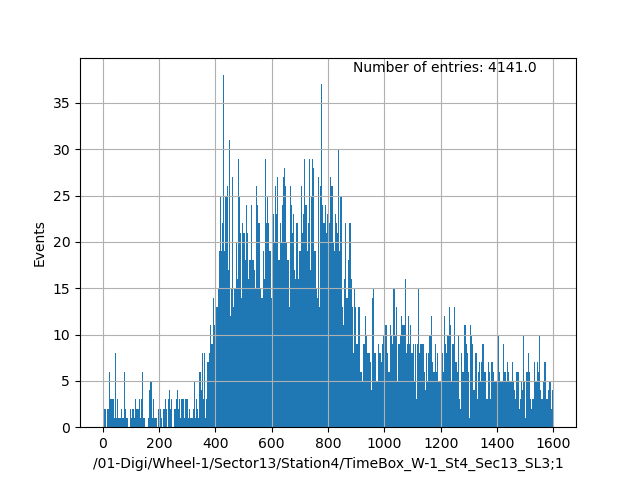 Number of entries: 4141.0
35
30
25
20
15
10
5
0
Events
0 200 400 600 800 1000 1200 1400 1600
/01-Digi/Wheel-1/Sector13/Station4/TimeBox_W-1_St4_Sec13_SL3;1